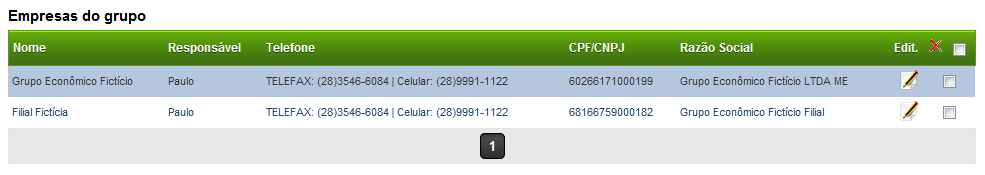 Empresas do grupo
Nome Responsável Telefone CPF/CNPJ Razão Social Edit.
Grupo Econômico Fictício Paulo TELEFAX: (28)3546-6084 | Celular: (28)9991-1122 60266171000199 Grupo Econômico Fictício LTDA ME
Filial Fictícia Paulo TELEFAX: (28)3546-6084 | Celular: (28)9991-1122 68166759000182 Grupo Econômico Fictício Filial
1